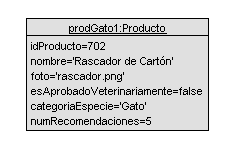 prodGato1:Producto
idProducto=702
nombre='Rascador de Cartón'
foto='rascador.png'
esAprobadoVeterinariamente=false
categoriaEspecie='Gato'
numRecomendaciones=5